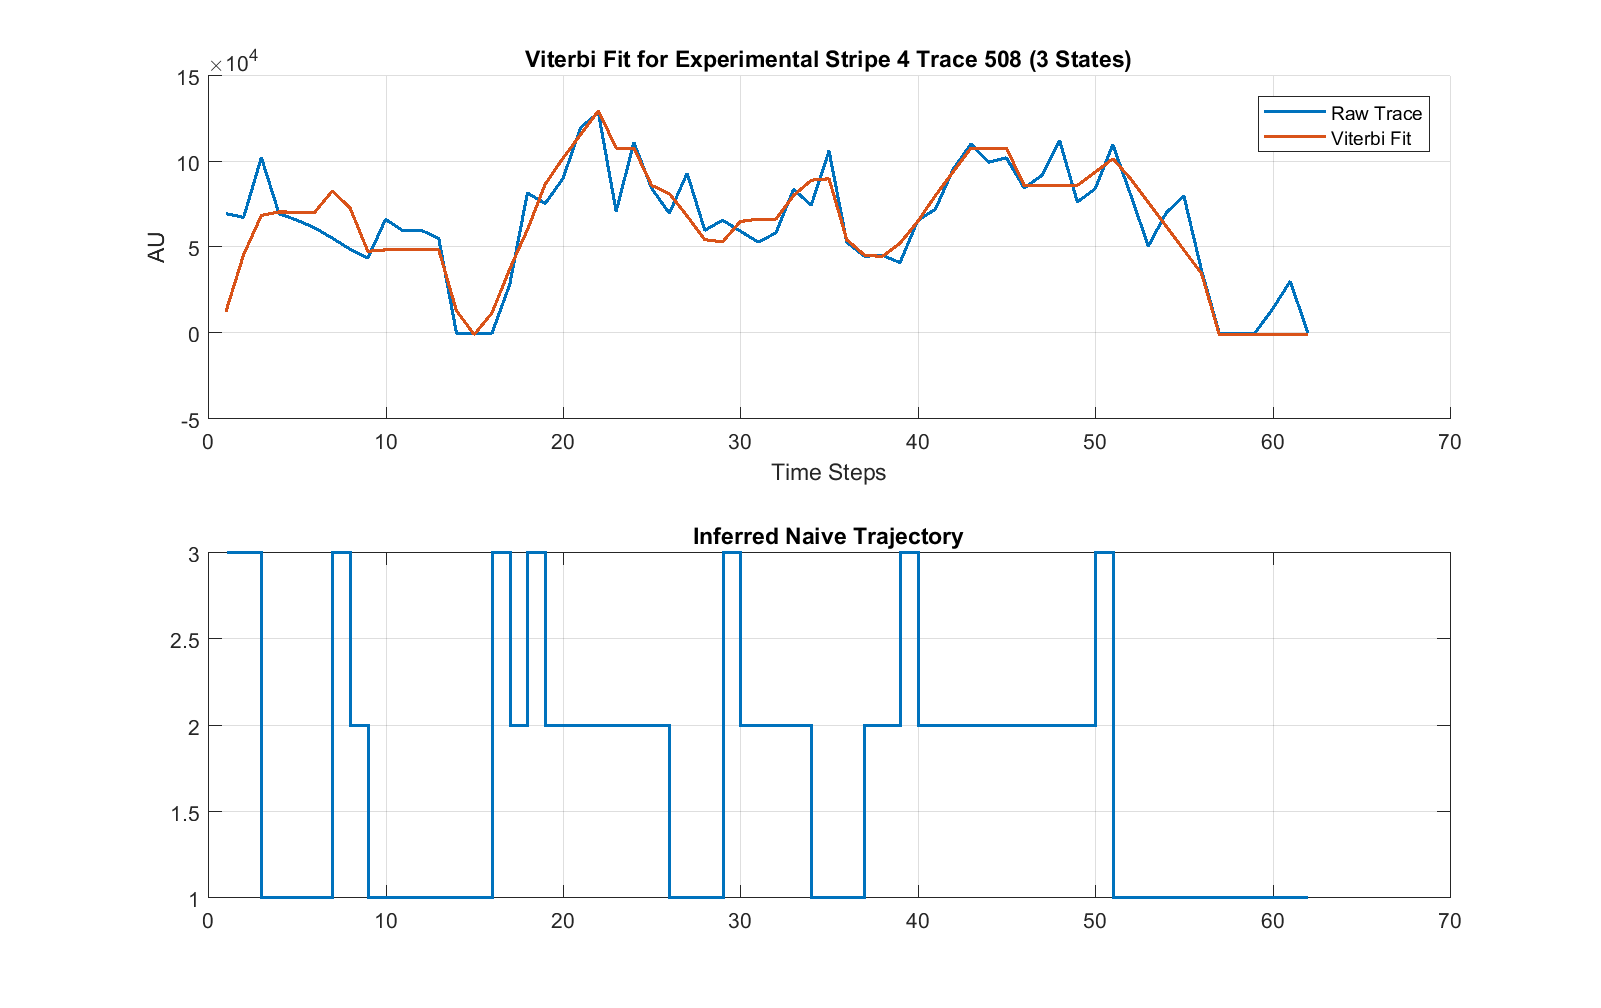 Viterbi Fit for Experimental Stripe 4 Trace 508 (3 States)
×10⁴
15
10
5
0
-5
AU
Raw Trace
Viterbi Fit
0 10 20 30 40 50 60 70
Time Steps
Inferred Naive Trajectory
3
2.5
2
1.5
1
0 10 20 30 40 50 60 70